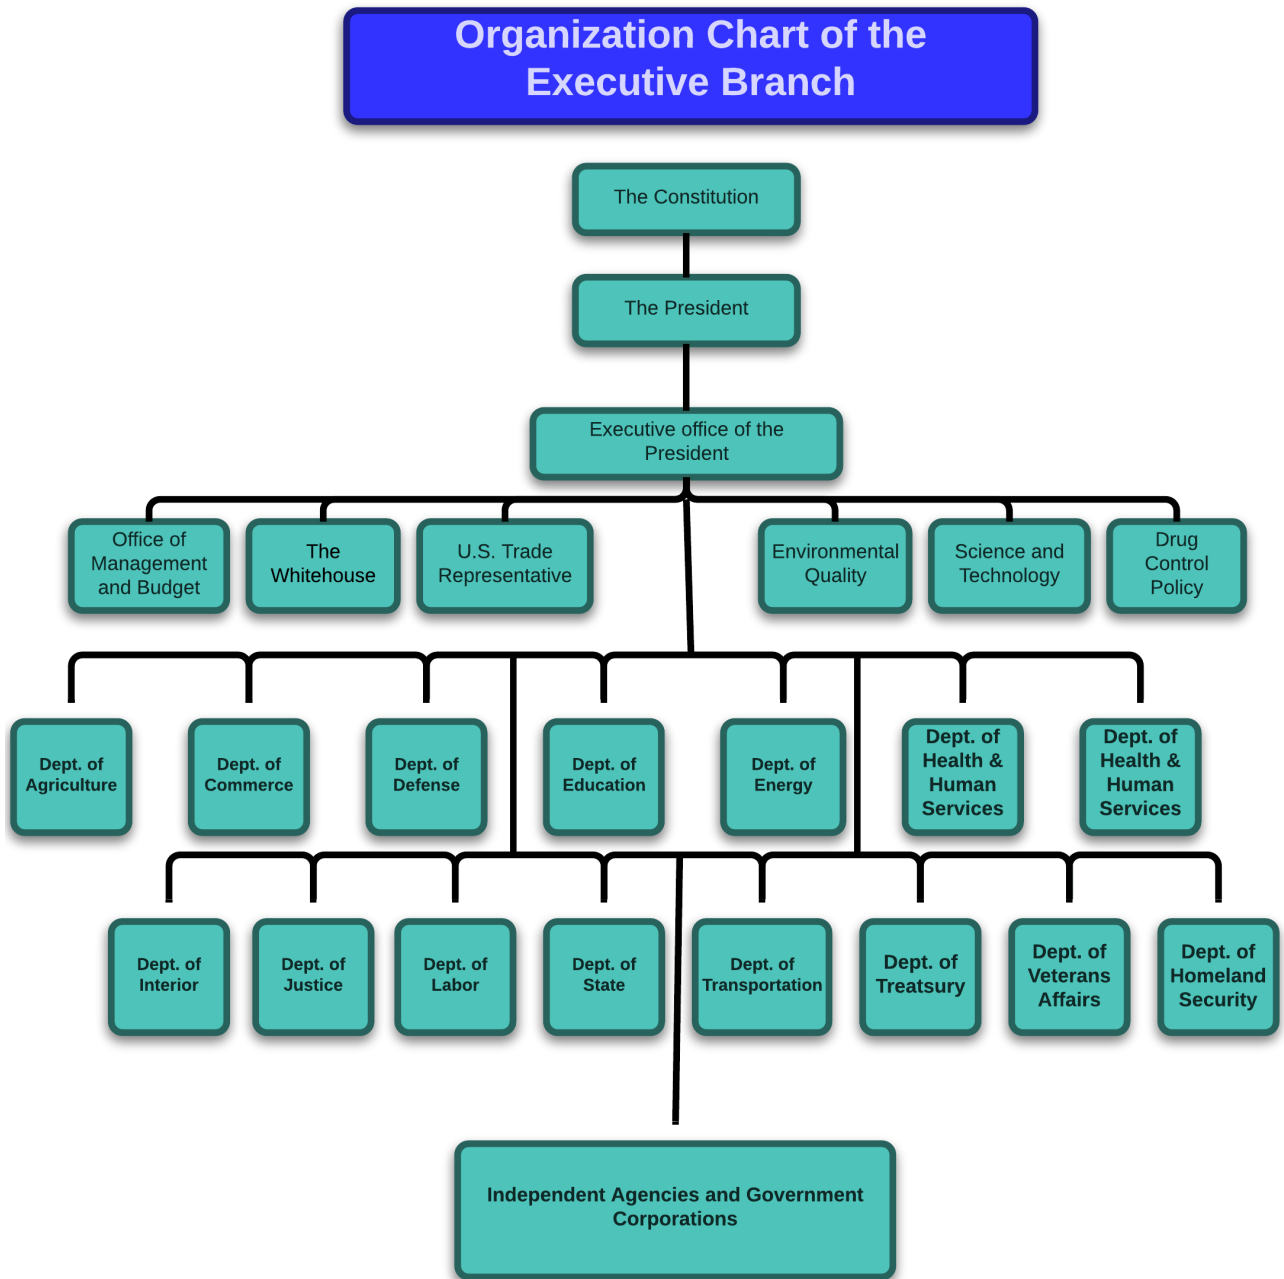 Organization Chart of the
Executive Branch
The Constitution
The President
Executive office of the
President
Office of
Management
and Budget
The
Whitehouse
U.S. Trade
Representative
Environmental
Quality
Science and
Technology
Drug
Control
Policy
Dept. of
Agriculture
Dept. of
Commerce
Dept. of
Defense
Dept. of
Education
Dept. of
Energy
Dept. of
Health &
Human
Services
Dept. of
Health &
Human
Services
Dept. of
Interior
Dept. of
Justice
Dept. of
Labor
Dept. of
State
Dept. of
Transportation
Dept. of
Treatsury
Dept. of
Veterans
Affairs
Dept. of
Homeland
Security
Independent Agencies and Government
Corporations